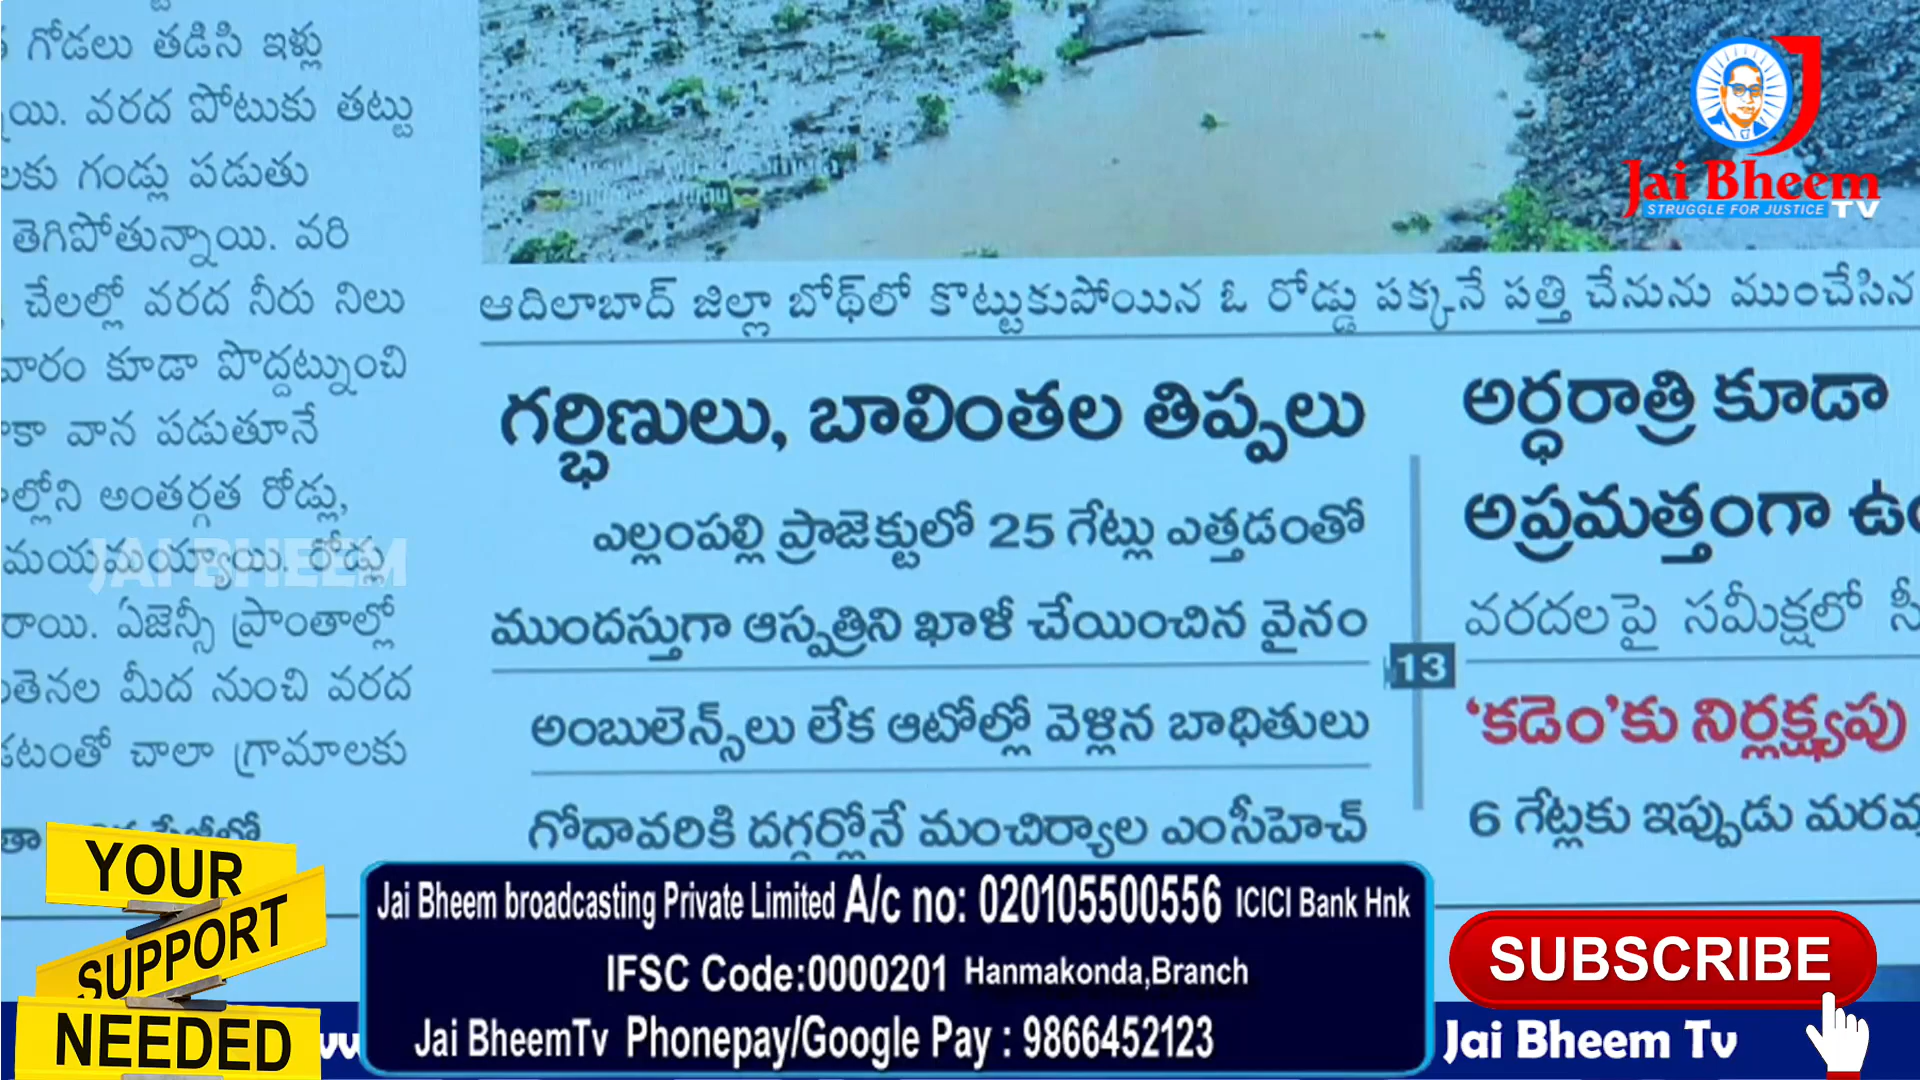 గోడలు తడిసి ఇళ్లు
యి. వరద పోటుకు తట్టు
లకు గండ్లు పడుతు
తెగిపోతున్నాయి. వరి
చేలల్లో వరద నీరు నిలు
వారం కూడా పొద్దట్నుంచి
కా వాన పడుతూనే
ల్లోని అంతర్గత రోడ్లు,
మయమయ్యాయి. రోడ్లు
రాయి. ఏజెన్సీ ప్రాంతాల్లో
తెనల మీద నుంచి వరద
డటంతో చాలా గ్రామాలకు
ఆదిలాబాద్ జిల్లా బోథ్‌లో కొట్టుకుపోయిన ఓ రోడ్డు పక్కనే పత్తి చేనును ముంచేసిన
గర్భిణులు, బాలింతల తిప్పలు
ఎల్లంపల్లి ప్రాజెక్టులో 25 గేట్లు ఎత్తడంతో
ముందస్తుగా ఆస్పత్రిని ఖాళీ చేయించిన వైనం
అంబులెన్స్‌లు లేక ఆటోల్లో వెళ్లిన బాధితులు
గోదావరికి దగ్గర్లోనే మంచిర్యాల ఎంసీహెచ్
13
అర్ధరాత్రి కూడా
అప్రమత్తంగా
వరదలపై సమీక్షలో
‘కడెం’కు నిర్లక్ష్యపు
6 గేట్లకు ఇప్పుడు
JAI BHEEM
Jai Bheem
STRUGGLE FOR JUSTICE TV
YOUR
SUPPORT
NEEDED
Jai Bheem broadcasting Private Limited A/c no: 020105500556 ICICI Bank Hnk
IFSC Code:0000201 Hanmakonda,Branch
Jai BheemTv Phonepay/Google Pay : 9866452123
SUBSCRIBE
Jai Bheem Tv